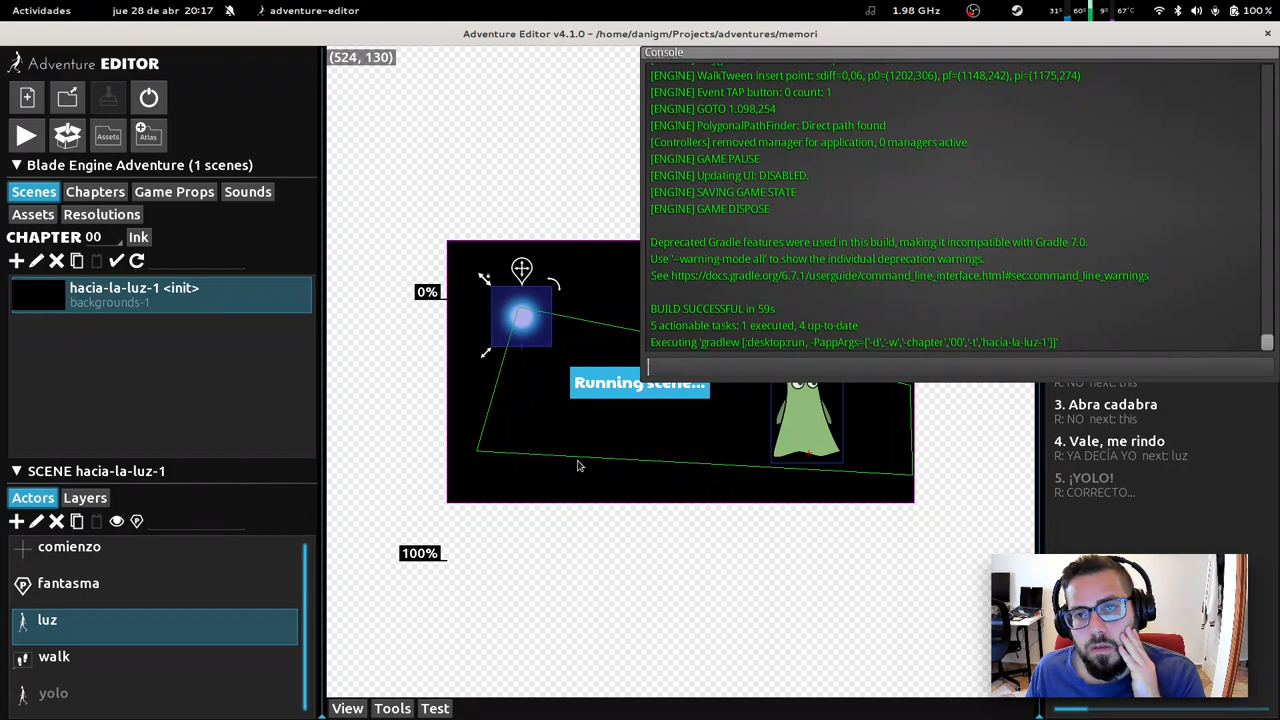 Actividades
jue 28 de abr 20:17
adventure-editor
1.98 GHz
31%
60%
9%
67°C
100 %
Adventure Editor v4.1.0 - /home/danigm/Projects/adventures/memori
×
Adventure EDITOR
Assets
Atlas
▼ Blade Engine Adventure (1 scenes)
Scenes
Chapters
Game Props
Sounds
Assets
Resolutions
CHAPTER 00
Ink
hacia-la-luz-1 <init>
backgrounds-1
▼ SCENE hacia-la-luz-1
Actors
Layers
comienzo
fantasma
luz
walk
yolo
(524, 130)
0%
100%
Running scene...
View
Tools
Test
Console
[ENGINE] WalkTween insert point: sdiff=0,06, p0=(1202,306), pf=(1148,242), pi=(1175,274)
[ENGINE] Event TAP button: 0 count: 1
[ENGINE] GOTO 1.098,254
[ENGINE] PolygonalPathFinder: Direct path found
[Controllers] removed manager for application, 0 managers active
[ENGINE] GAME PAUSE
[ENGINE] Updating UI: DISABLED.
[ENGINE] SAVING GAME STATE
[ENGINE] GAME DISPOSE
Deprecated Gradle features were used in this build, making it incompatible with Gradle 7.0.
Use '--warning-mode all' to show the individual deprecation warnings.
See https://docs.gradle.org/6.7.1/userguide/command_line_interface.html#sec:command_line_warnings
BUILD SUCCESSFUL in 59s
5 actionable tasks: 1 executed, 4 up-to-date
Executing 'gradlew [:desktop:run, -PappArgs=['-d','-w','-chapter','00','-t','hacia-la-luz-1']]'
R: NO next: this
3. Abra cadabra
R: NO next: this
4. Vale, me rindo
R: YA DECÍA YO next: luz
5. ¡YOLO!
R: CORRECTO...